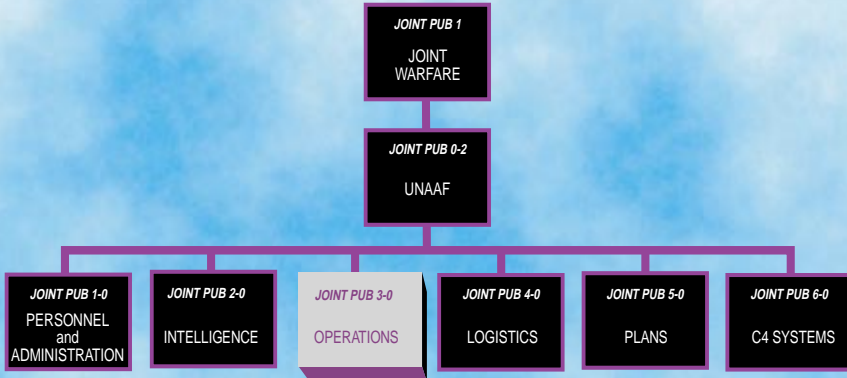 JOINT PUB 1
JOINT
WARFARE
JOINT PUB 0-2
UNAAF
JOINT PUB 1-0
PERSONNEL
and
ADMINISTRATION
JOINT PUB 2-0
INTELLIGENCE
JOINT PUB 3-0
OPERATIONS
JOINT PUB 4-0
LOGISTICS
JOINT PUB 5-0
PLANS
JOINT PUB 6-0
C4 SYSTEMS